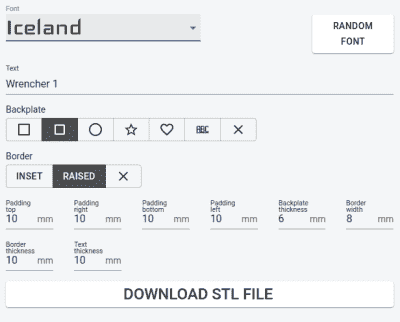 Font
Iceland
RANDOM
FONT
Text
Wrencher 1
Backplate
ABC
Border
INSET RAISED
Padding top 10 mm
Padding right 10 mm
Padding bottom 10 mm
Padding left 10 mm
Backplate thickness 6 mm
Border width 8 mm
Border thickness 10 mm
Text thickness 10 mm
DOWNLOAD STL FILE